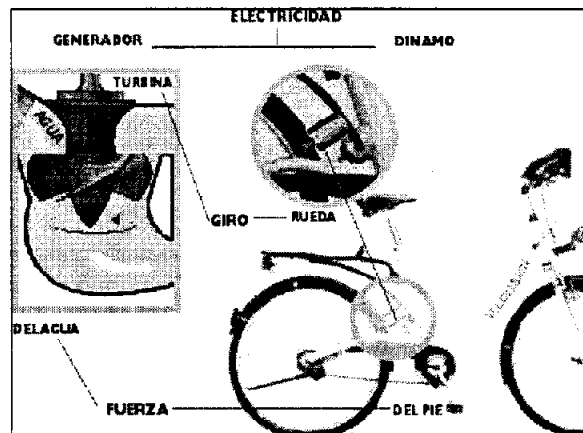 ELECTRICIDAD
GENERADOR DINAMO
TURBINA
AGUA
GIRO RUEDA
DEL AGUA
FUERZA DEL PIE